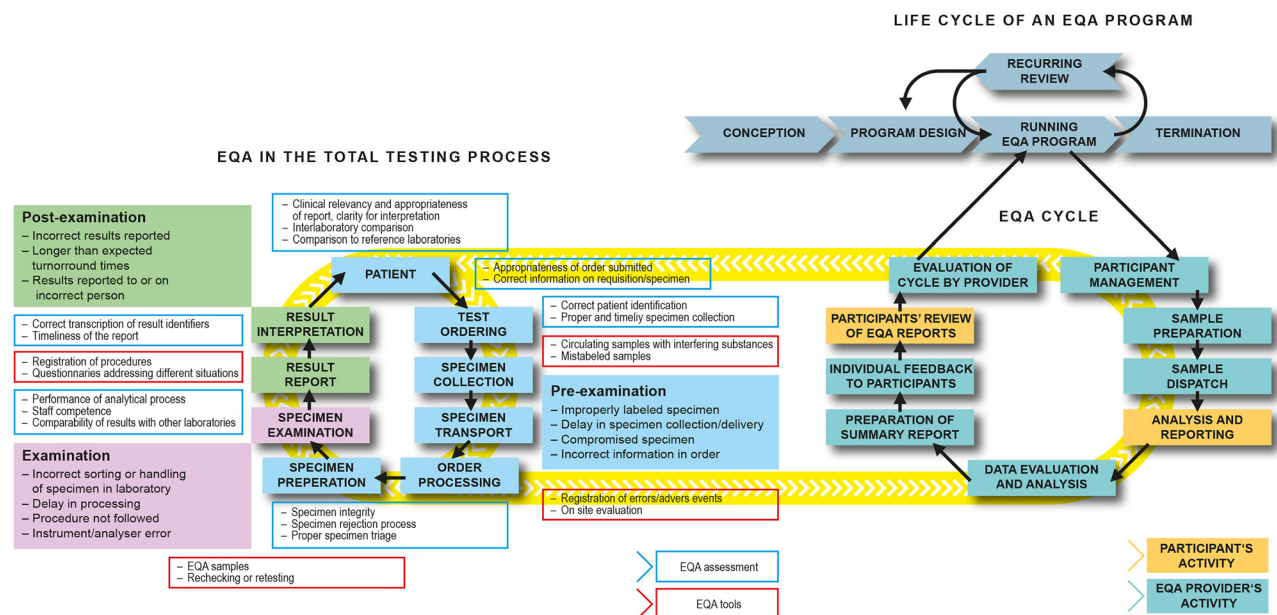 LIFE CYCLE OF AN EQA PROGRAM
RECURRING
REVIEW
CONCEPTION
PROGRAM DESIGN
RUNNING
EQA PROGRAM
TERMINATION
EQA IN THE TOTAL TESTING PROCESS
Post-examination
– Incorrect results reported
– Longer than expected
turnorround times
– Results reported to or on
incorrect person
– Clinical relevancy and appropriateness
of report, clarity for interpretation
– Interlaboratory comparison
– Comparison to reference laboratories
EQA CYCLE
PATIENT
– Appropriateness of order submitted
– Correct information on requisition/specimen
EVALUATION OF
CYCLE BY PROVIDER
PARTICIPANT
MANAGEMENT
– Correct transcription of result identifiers
– Timeliness of the report
RESULT
INTERPRETATION
TEST
ORDERING
– Correct patient identification
– Proper and timeliy specimen collection
PARTICIPANTS' REVIEW
OF EQA REPORTS
SAMPLE
PREPARATION
– Registration of procedures
– Questionnaries addressing different situations
RESULT
REPORT
SPECIMEN
COLLECTION
– Circulating samples with interfering substances
– Mistabeled samples
INDIVIDUAL FEEDBACK
TO PARTICIPANTS
SAMPLE
DISPATCH
– Performance of analytical process
– Staff competence
– Comparability of results with other laboratories
SPECIMEN
EXAMINATION
SPECIMEN
TRANSPORT
Pre-examination
– Improperly labeled specimen
– Delay in specimen collection/delivery
– Compromised specimen
– Incorrect information in order
PREPARATION OF
SUMMARY REPORT
ANALYSIS AND
REPORTING
Examination
– Incorrect sorting or handling
of specimen in laboratory
– Delay in processing
– Procedure not followed
– Instrument/analyser error
SPECIMEN
PREPERATION
ORDER
PROCESSING
DATA EVALUATION
AND ANALYSIS
– Specimen integrity
– Specimen rejection process
– Proper specimen triage
– Registration of errors/advers events
– On site evaluation
– EQA samples
– Rechecking or retesting
EQA assessment
EQA tools
PARTICIPANT'S
ACTIVITY
EQA PROVIDER'S
ACTIVITY